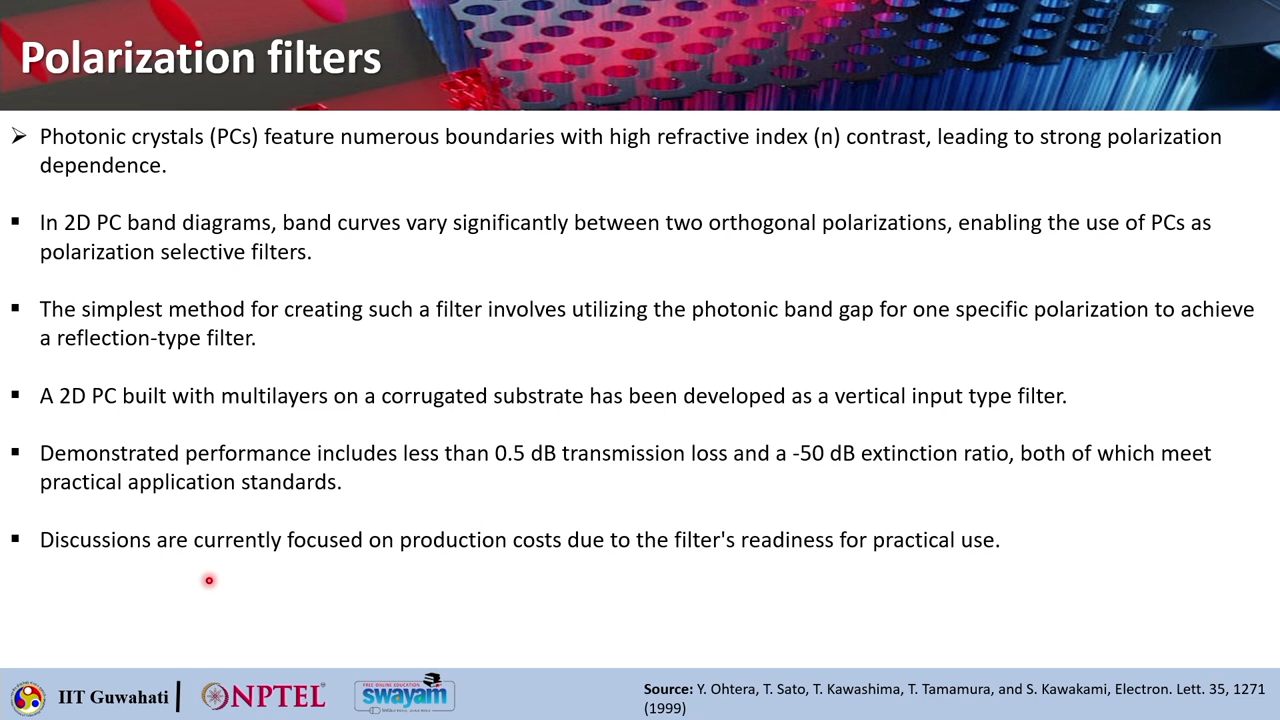 Polarization filters
Photonic crystals (PCs) feature numerous boundaries with high refractive index (n) contrast, leading to strong polarization
dependence.
In 2D PC band diagrams, band curves vary significantly between two orthogonal polarizations, enabling the use of PCs as
polarization selective filters.
The simplest method for creating such a filter involves utilizing the photonic band gap for one specific polarization to achieve
a reflection-type filter.
A 2D PC built with multilayers on a corrugated substrate has been developed as a vertical input type filter.
Demonstrated performance includes less than 0.5 dB transmission loss and a -50 dB extinction ratio, both of which meet
practical application standards.
Discussions are currently focused on production costs due to the filter's readiness for practical use.
IIT Guwahati
NPTEL
FREE ONLINE EDUCATION
swayam
Source: Y. Ohtera, T. Sato, T. Kawashima, T. Tamamura, and S. Kawakami, Electron. Lett. 35, 1271
(1999)